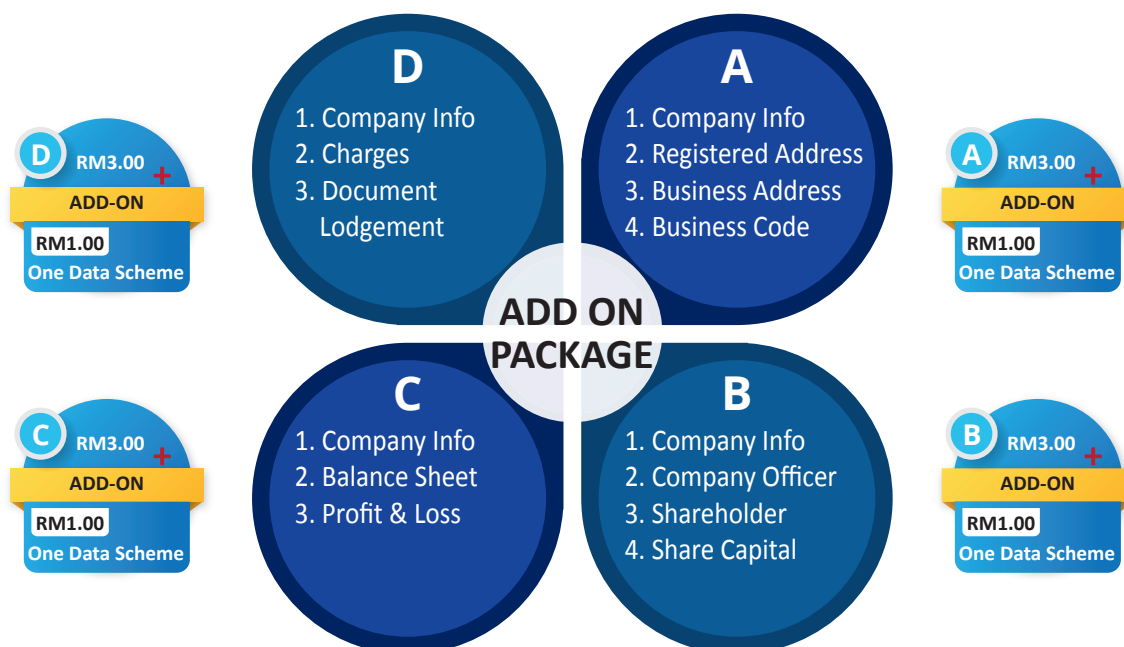 D
1. Company Info
2. Charges
3. Document
Lodgement
A
1. Company Info
2. Registered Address
3. Business Address
4. Business Code
D
RM3.00
+
ADD-ON
RM1.00
One Data Scheme
A
RM3.00
+
ADD-ON
RM1.00
One Data Scheme
ADD ON
PACKAGE
C
1. Company Info
2. Balance Sheet
3. Profit & Loss
B
1. Company Info
2. Company Officer
3. Shareholder
4. Share Capital
C
RM3.00
+
ADD-ON
RM1.00
One Data Scheme
B
RM3.00
+
ADD-ON
RM1.00
One Data Scheme